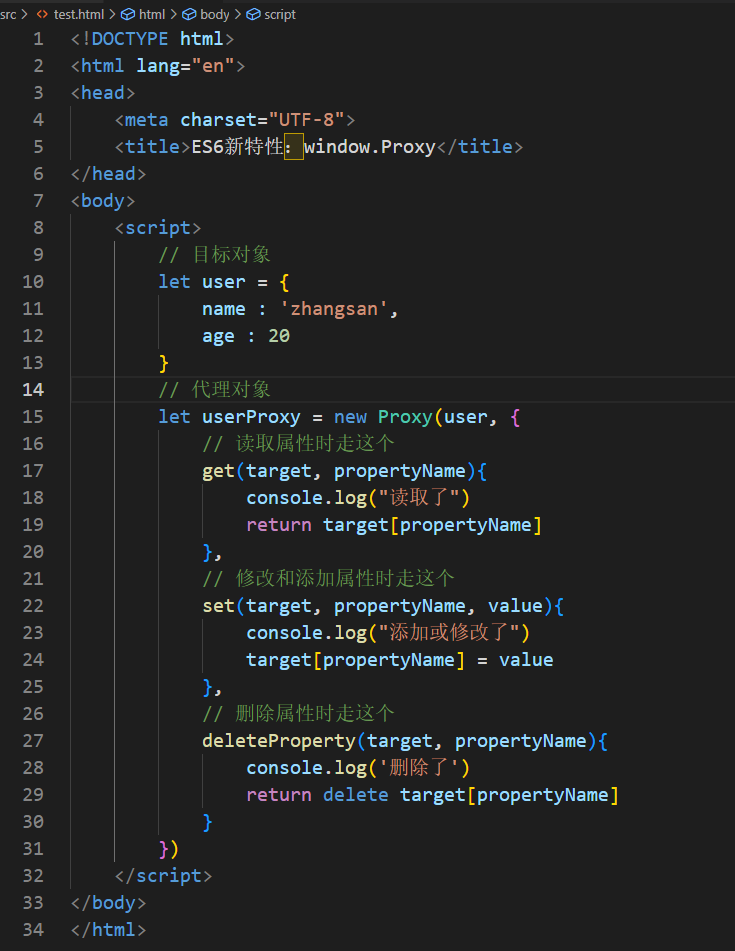 src > test.html > html > body > script
1 <!DOCTYPE html>
2 <html lang="en">
3 <head>
4     <meta charset="UTF-8">
5     <title>ES6新特性：window.Proxy</title>
6 </head>
7 <body>
8     <script>
9         // 目标对象
10         let user = {
11             name : 'zhangsan',
12             age : 20
13         }
14         // 代理对象
15         let userProxy = new Proxy(user, {
16             // 读取属性时走这个
17             get(target, propertyName){
18                 console.log("读取了")
19                 return target[propertyName]
20             },
21             // 修改和添加属性时走这个
22             set(target, propertyName, value){
23                 console.log("添加或修改了")
24                 target[propertyName] = value
25             },
26             // 删除属性时走这个
27             deleteProperty(target, propertyName){
28                 console.log('删除了')
29                 return delete target[propertyName]
30             }
31         })
32     </script>
33 </body>
34 </html>